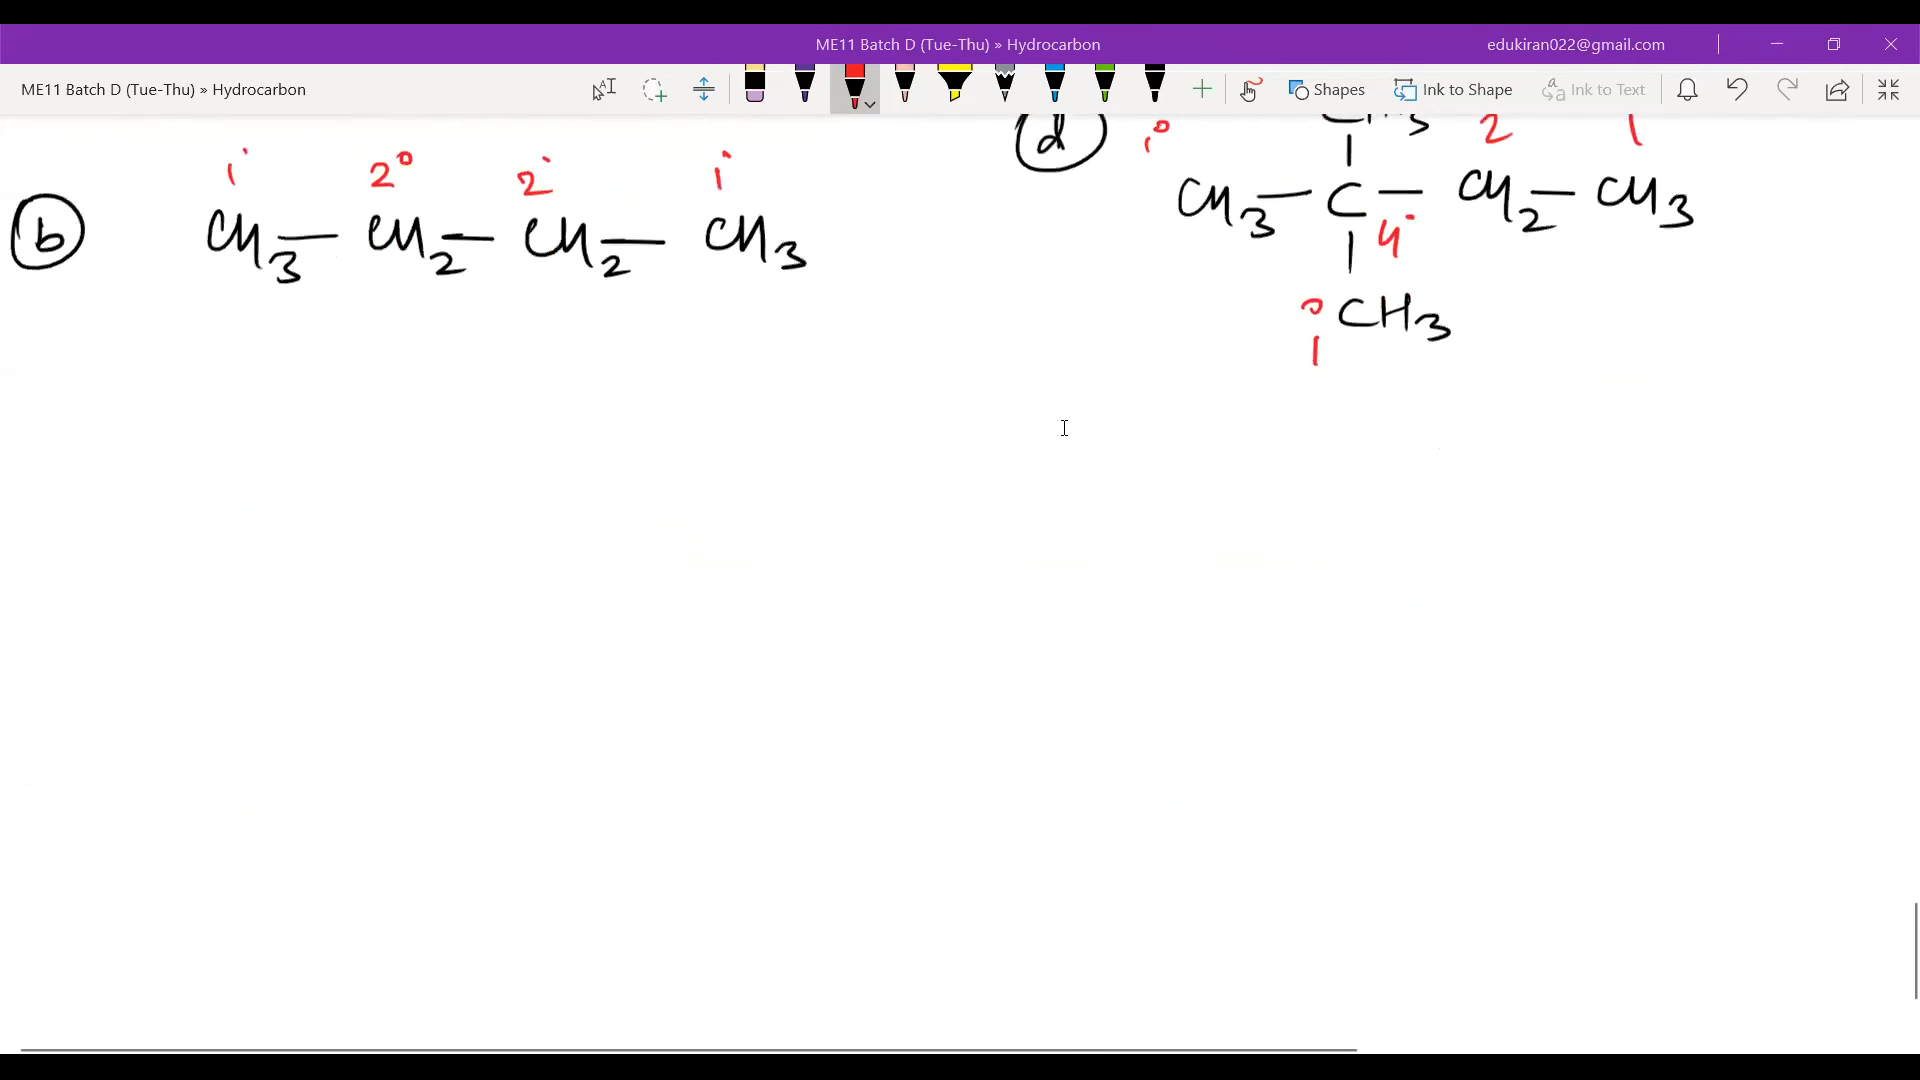 ME11 Batch D (Tue-Thu) » Hydrocarbon
edukiran022@gmail.com
ME11 Batch D (Tue-Thu) » Hydrocarbon
Shapes
Ink to Shape
Ink to Text
b
1° 2° 2° 1°
CH3 — CH2 — CH2 — CH3
d
1° CH3 2 1
CH3 — C — CH2 — CH3
4°
CH3
1°